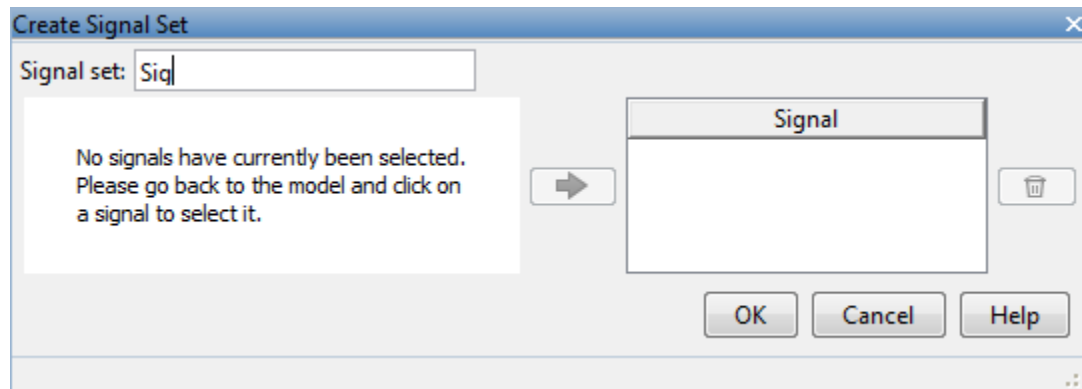 Create Signal Set
Signal set: Sig
No signals have currently been selected.
Please go back to the model and click on
a signal to select it.
Signal
OK Cancel Help